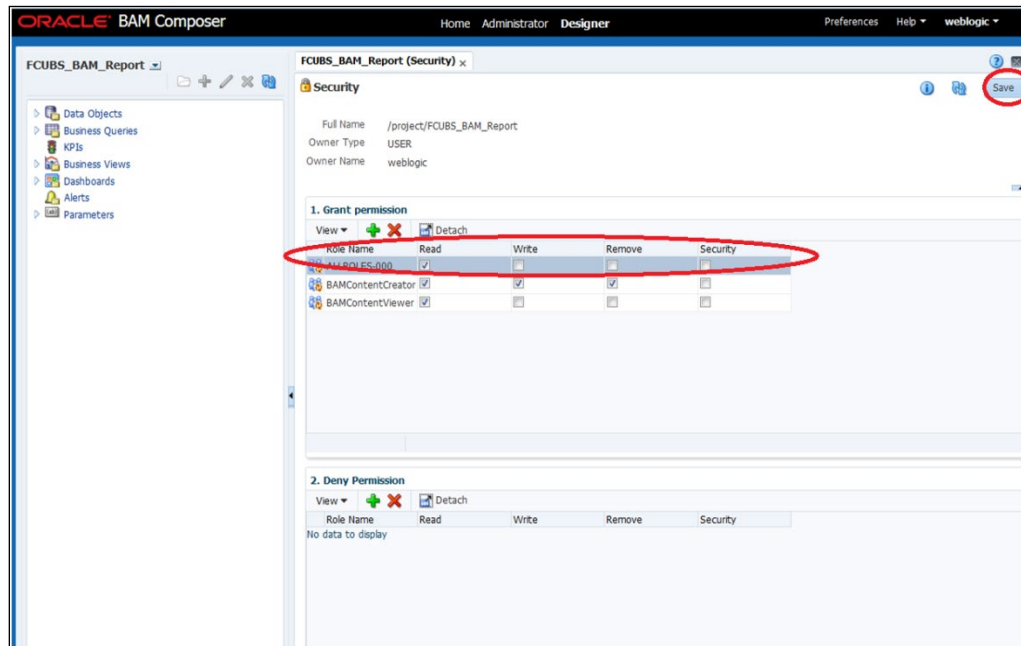 ORACLE BAM Composer Home Administrator Designer Preferences Help weblogic
FCUBS_BAM_Report
FCUBS_BAM_Report (Security)
Security
Save
Data Objects
Business Queries
KPIs
Business Views
Dashboards
Alerts
Parameters
Full Name /project/FCUBS_BAM_Report
Owner Type USER
Owner Name weblogic
1. Grant permission
View Detach
Role Name Read Write Remove Security
BAMContentCreator
BAMContentViewer
2. Deny Permission
View Detach
Role Name Read Write Remove Security
No data to display